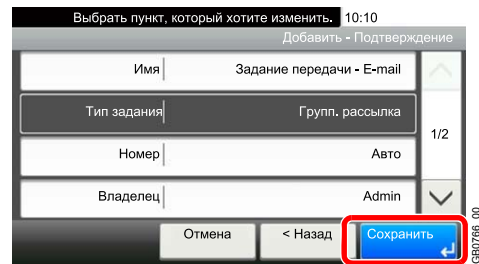 Выбрать пункт, который хотите изменить. 10:10
Добавить - Подтверждение
Имя Задание передачи - E-mail
Тип задания Групп. рассылка
1/2
Номер Авто
Владелец Admin
Отмена < Назад Сохранить
GB0766_00